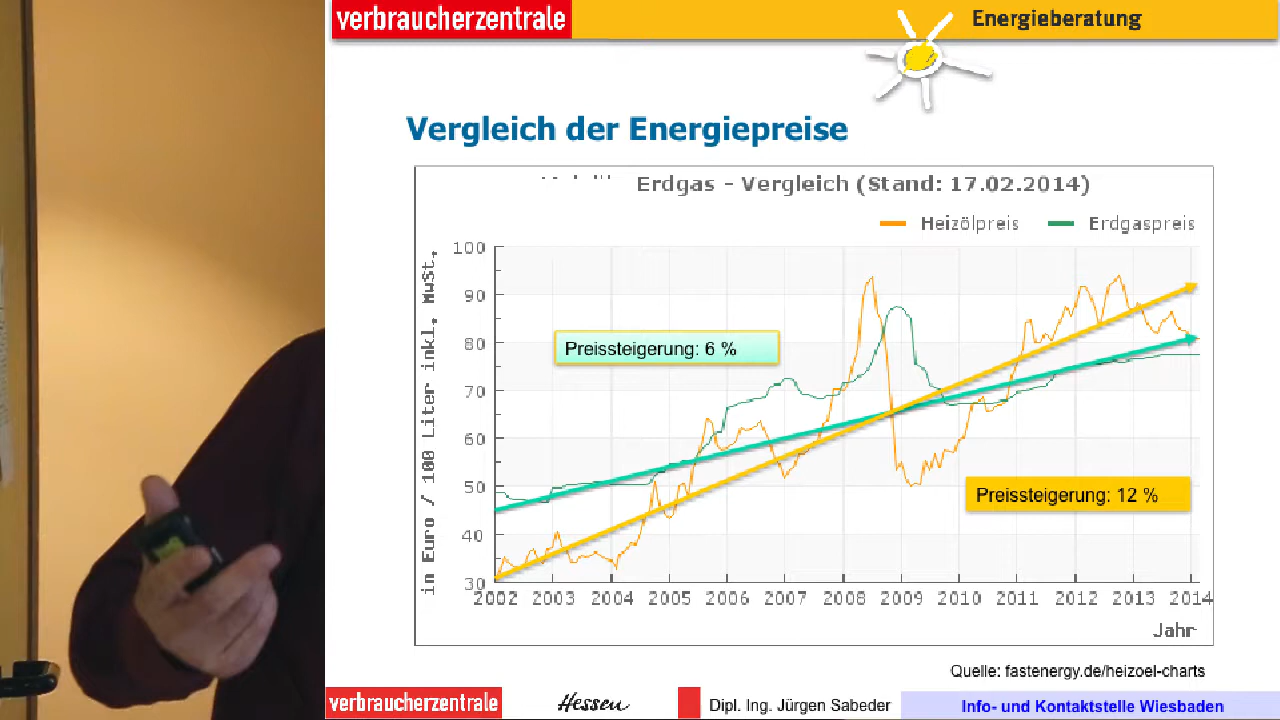 verbraucherzentrale
Energieberatung
Vergleich der Energiepreise
Erdgas - Vergleich (Stand: 17.02.2014)
Heizölpreis
Erdgaspreis
in Euro / 100 Liter inkl. MwSt.
100
90
80
70
60
50
40
30
Preissteigerung: 6 %
Preissteigerung: 12 %
2002 2003 2004 2005 2006 2007 2008 2009 2010 2011 2012 2013 2014
Jahr
Quelle: fastenergy.de/heizoel-charts
verbraucherzentrale
Hessen
Dipl. Ing. Jürgen Sabeder
Info- und Kontaktstelle Wiesbaden